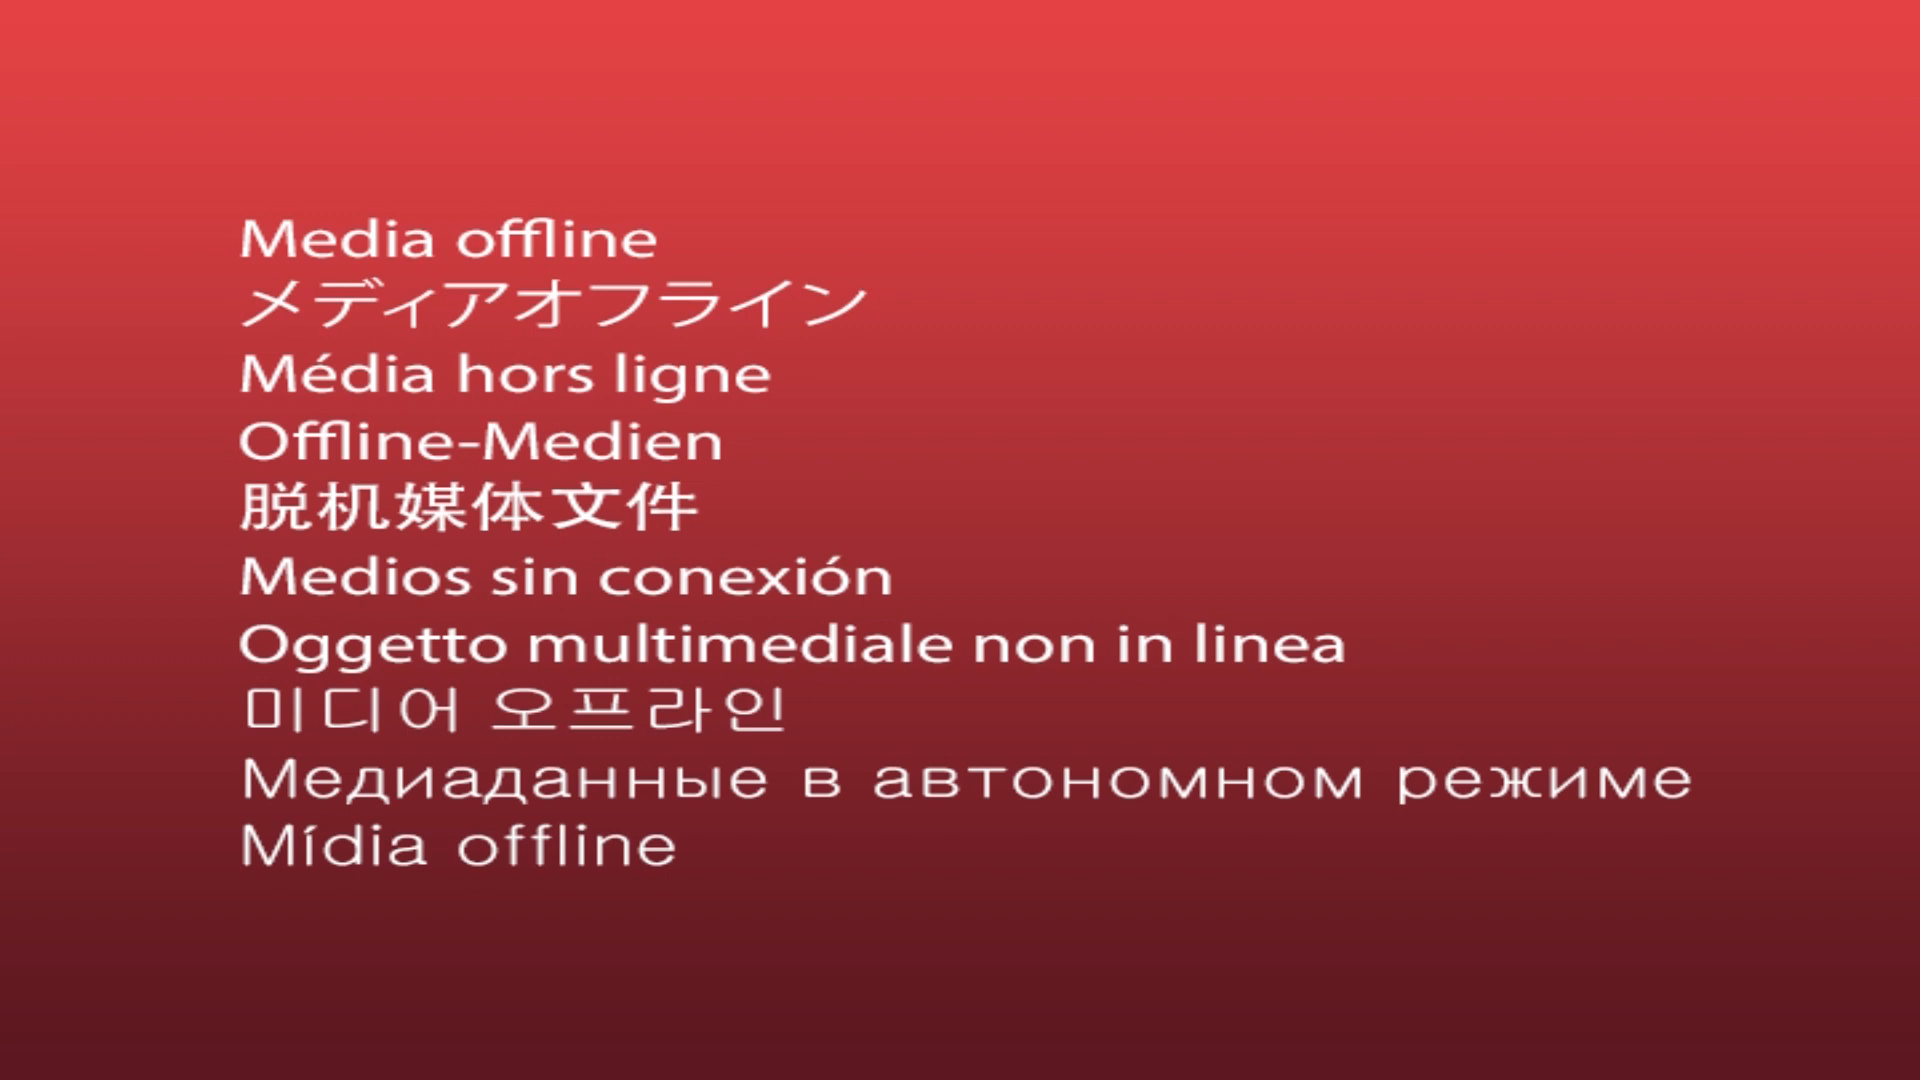 Media offline
メディアオフライン
Média hors ligne
Offline-Medien
脱机媒体文件
Medios sin conexión
Oggetto multimediale non in linea
미디어 오프라인
Медиаданные в автономном режиме
Mídia offline